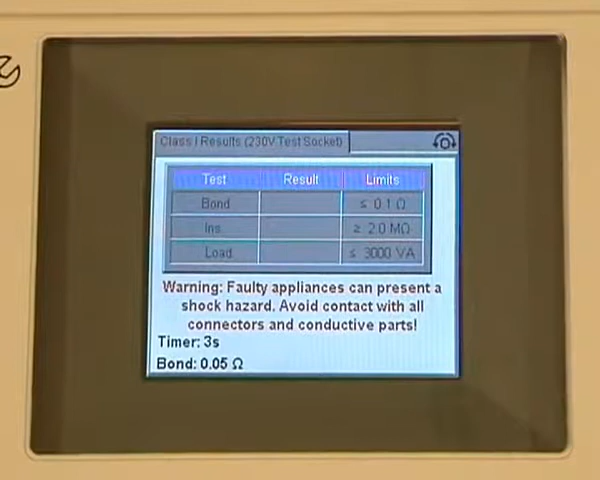 Class I Results (230V Test Socket)
Test Result Limits
Bond ≤ 0.1 Ω
Ins. ≥ 2.0 MΩ
Load ≤ 3000 VA
Warning: Faulty appliances can present a
shock hazard. Avoid contact with all
connectors and conductive parts!
Timer: 3s
Bond: 0.05 Ω